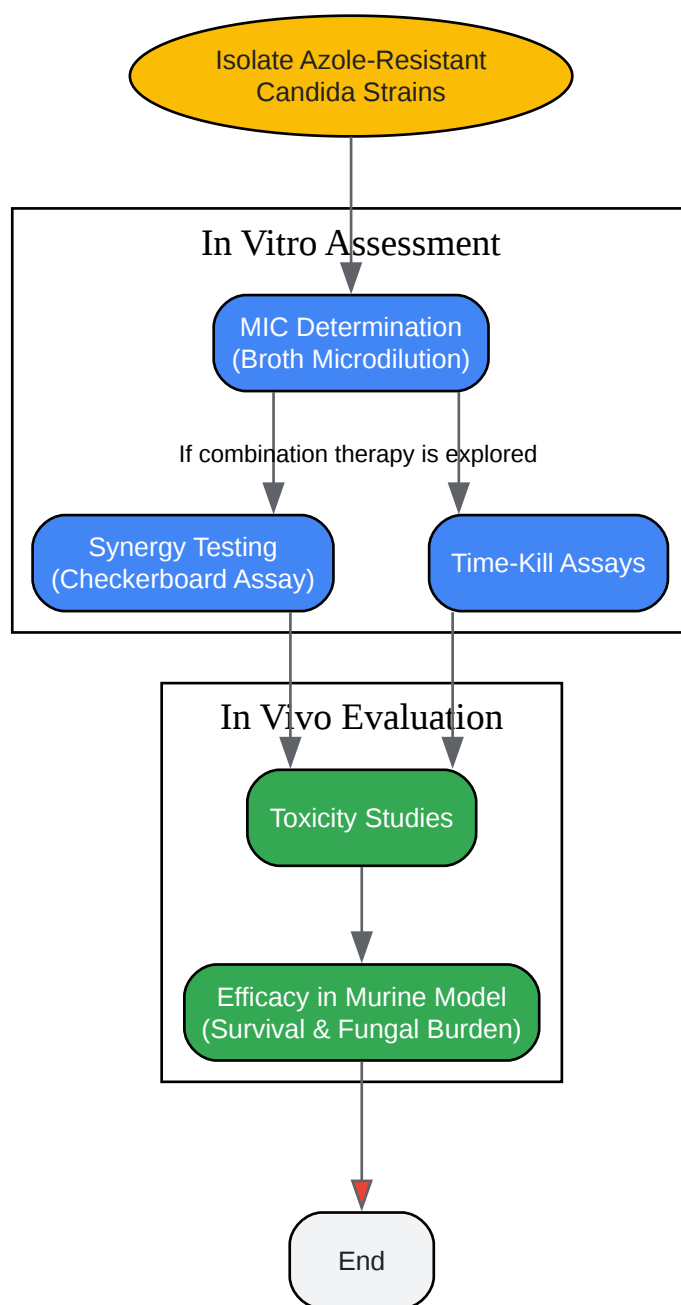 Isolate Azole-Resistant
Candida Strains
In Vitro Assessment
MIC Determination
(Broth Microdilution)
If combination therapy is explored
Synergy Testing
(Checkerboard Assay)
Time-Kill Assays
In Vivo Evaluation
Toxicity Studies
Efficacy in Murine Model
(Survival & Fungal Burden)
End